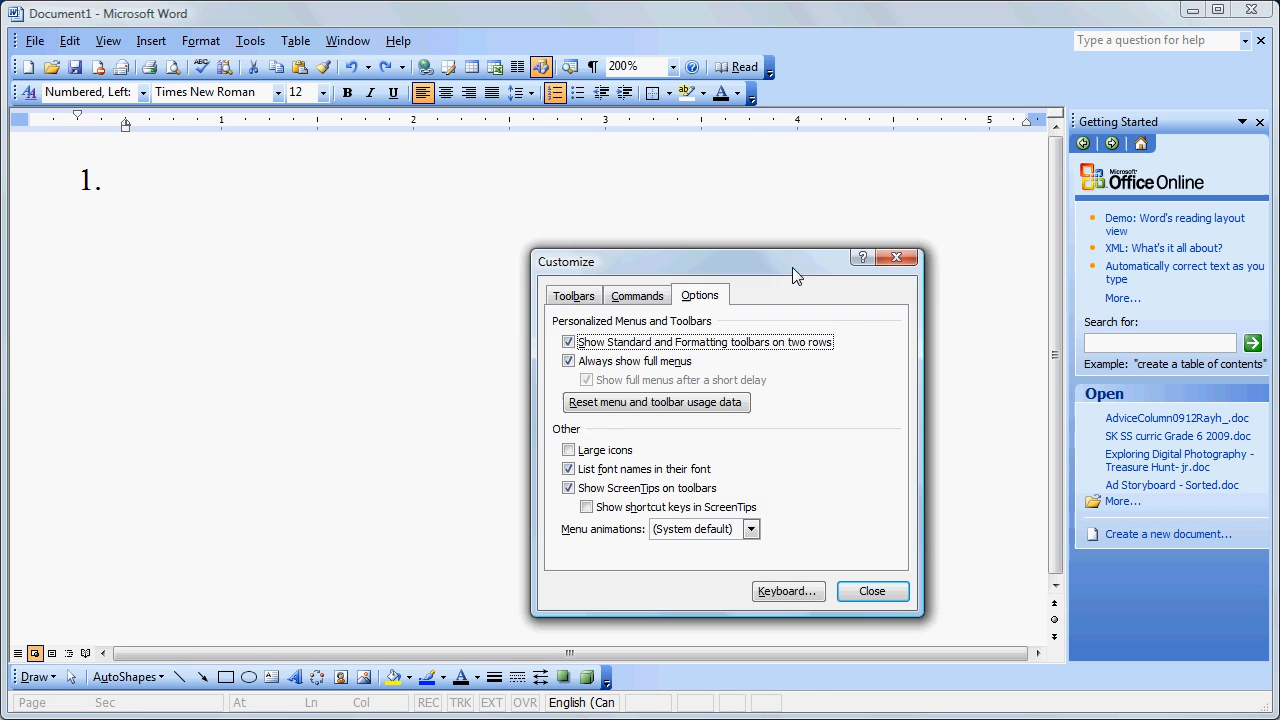 Document1 - Microsoft Word
File Edit View Insert Format Tools Table Window Help
Type a question for help
200%
Read
Numbered, Left:
Times New Roman
12
B I U
A
1 2 3 4 5
1.
Getting Started
Microsoft
Office Online
Demo: Word's reading layout
view
XML: What's it all about?
Automatically correct text as you
type
More...
Search for:
Example: "create a table of contents"
Open
AdviceColumn0912Rayh_.doc
SK SS curric Grade 6 2009.doc
Exploring Digital Photography -
Treasure Hunt- jr.doc
Ad Storyboard - Sorted.doc
More...
Create a new document...
Customize
Toolbars Commands Options
Personalized Menus and Toolbars
Show Standard and Formatting toolbars on two rows
Always show full menus
Show full menus after a short delay
Reset menu and toolbar usage data
Other
Large icons
List font names in their font
Show ScreenTips on toolbars
Show shortcut keys in ScreenTips
Menu animations: (System default)
Keyboard... Close
Draw
AutoShapes
Page Sec At Ln Col REC TRK EXT OVR English (Can